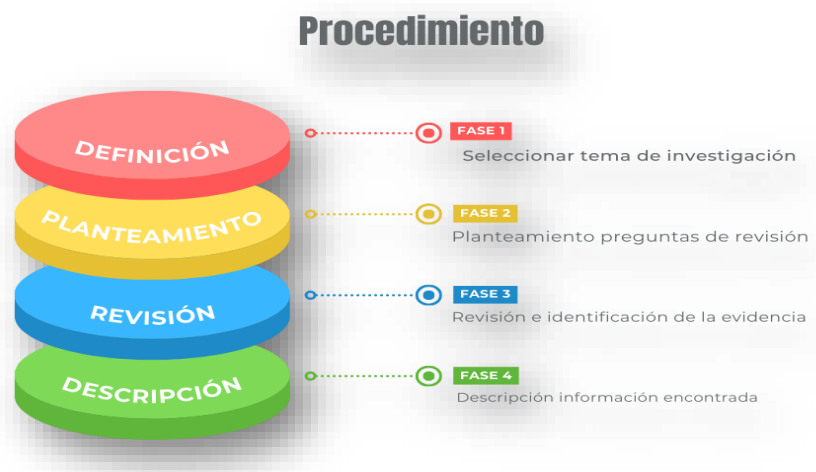 Procedimiento
DEFINICIÓN
FASE 1
Seleccionar tema de investigación
PLANTEAMIENTO
FASE 2
Planteamiento preguntas de revisión
REVISIÓN
FASE 3
Revisión e identificación de la evidencia
DESCRIPCIÓN
FASE 4
Descripción información encontrada